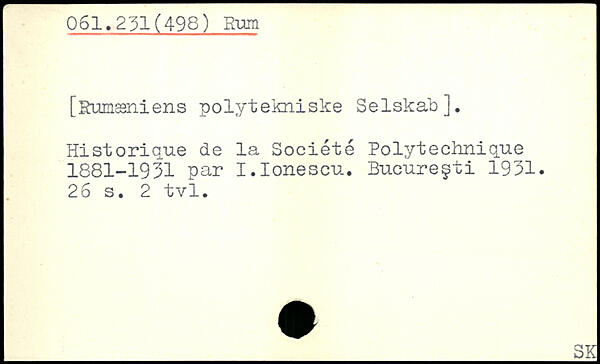 061.231(498) Rum
[Rumæniens polytekniske Selskab].
Historique de la Société Polytechnique
1881-1931 par I.Ionescu. Bucureşti 1931.
26 s. 2 tvl.
SK